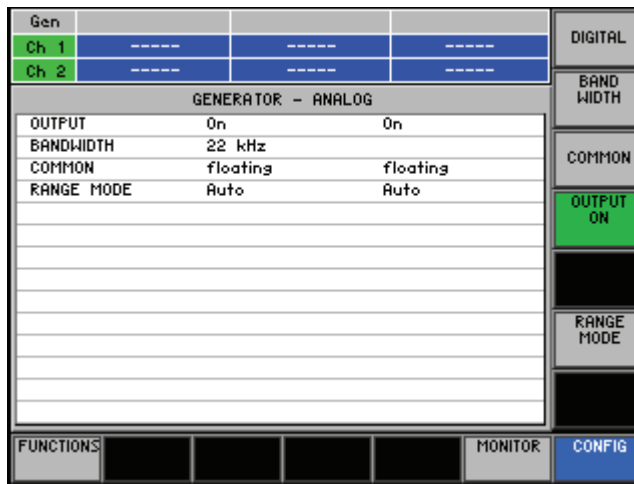 Gen
Ch 1 ----- ----- -----
Ch 2 ----- ----- -----
GENERATOR - ANALOG
OUTPUT On On
BANDWIDTH 22 kHz
COMMON floating floating
RANGE MODE Auto Auto
DIGITAL
BAND
WIDTH
COMMON
OUTPUT
ON
RANGE
MODE
FUNCTIONS MONITOR CONFIG